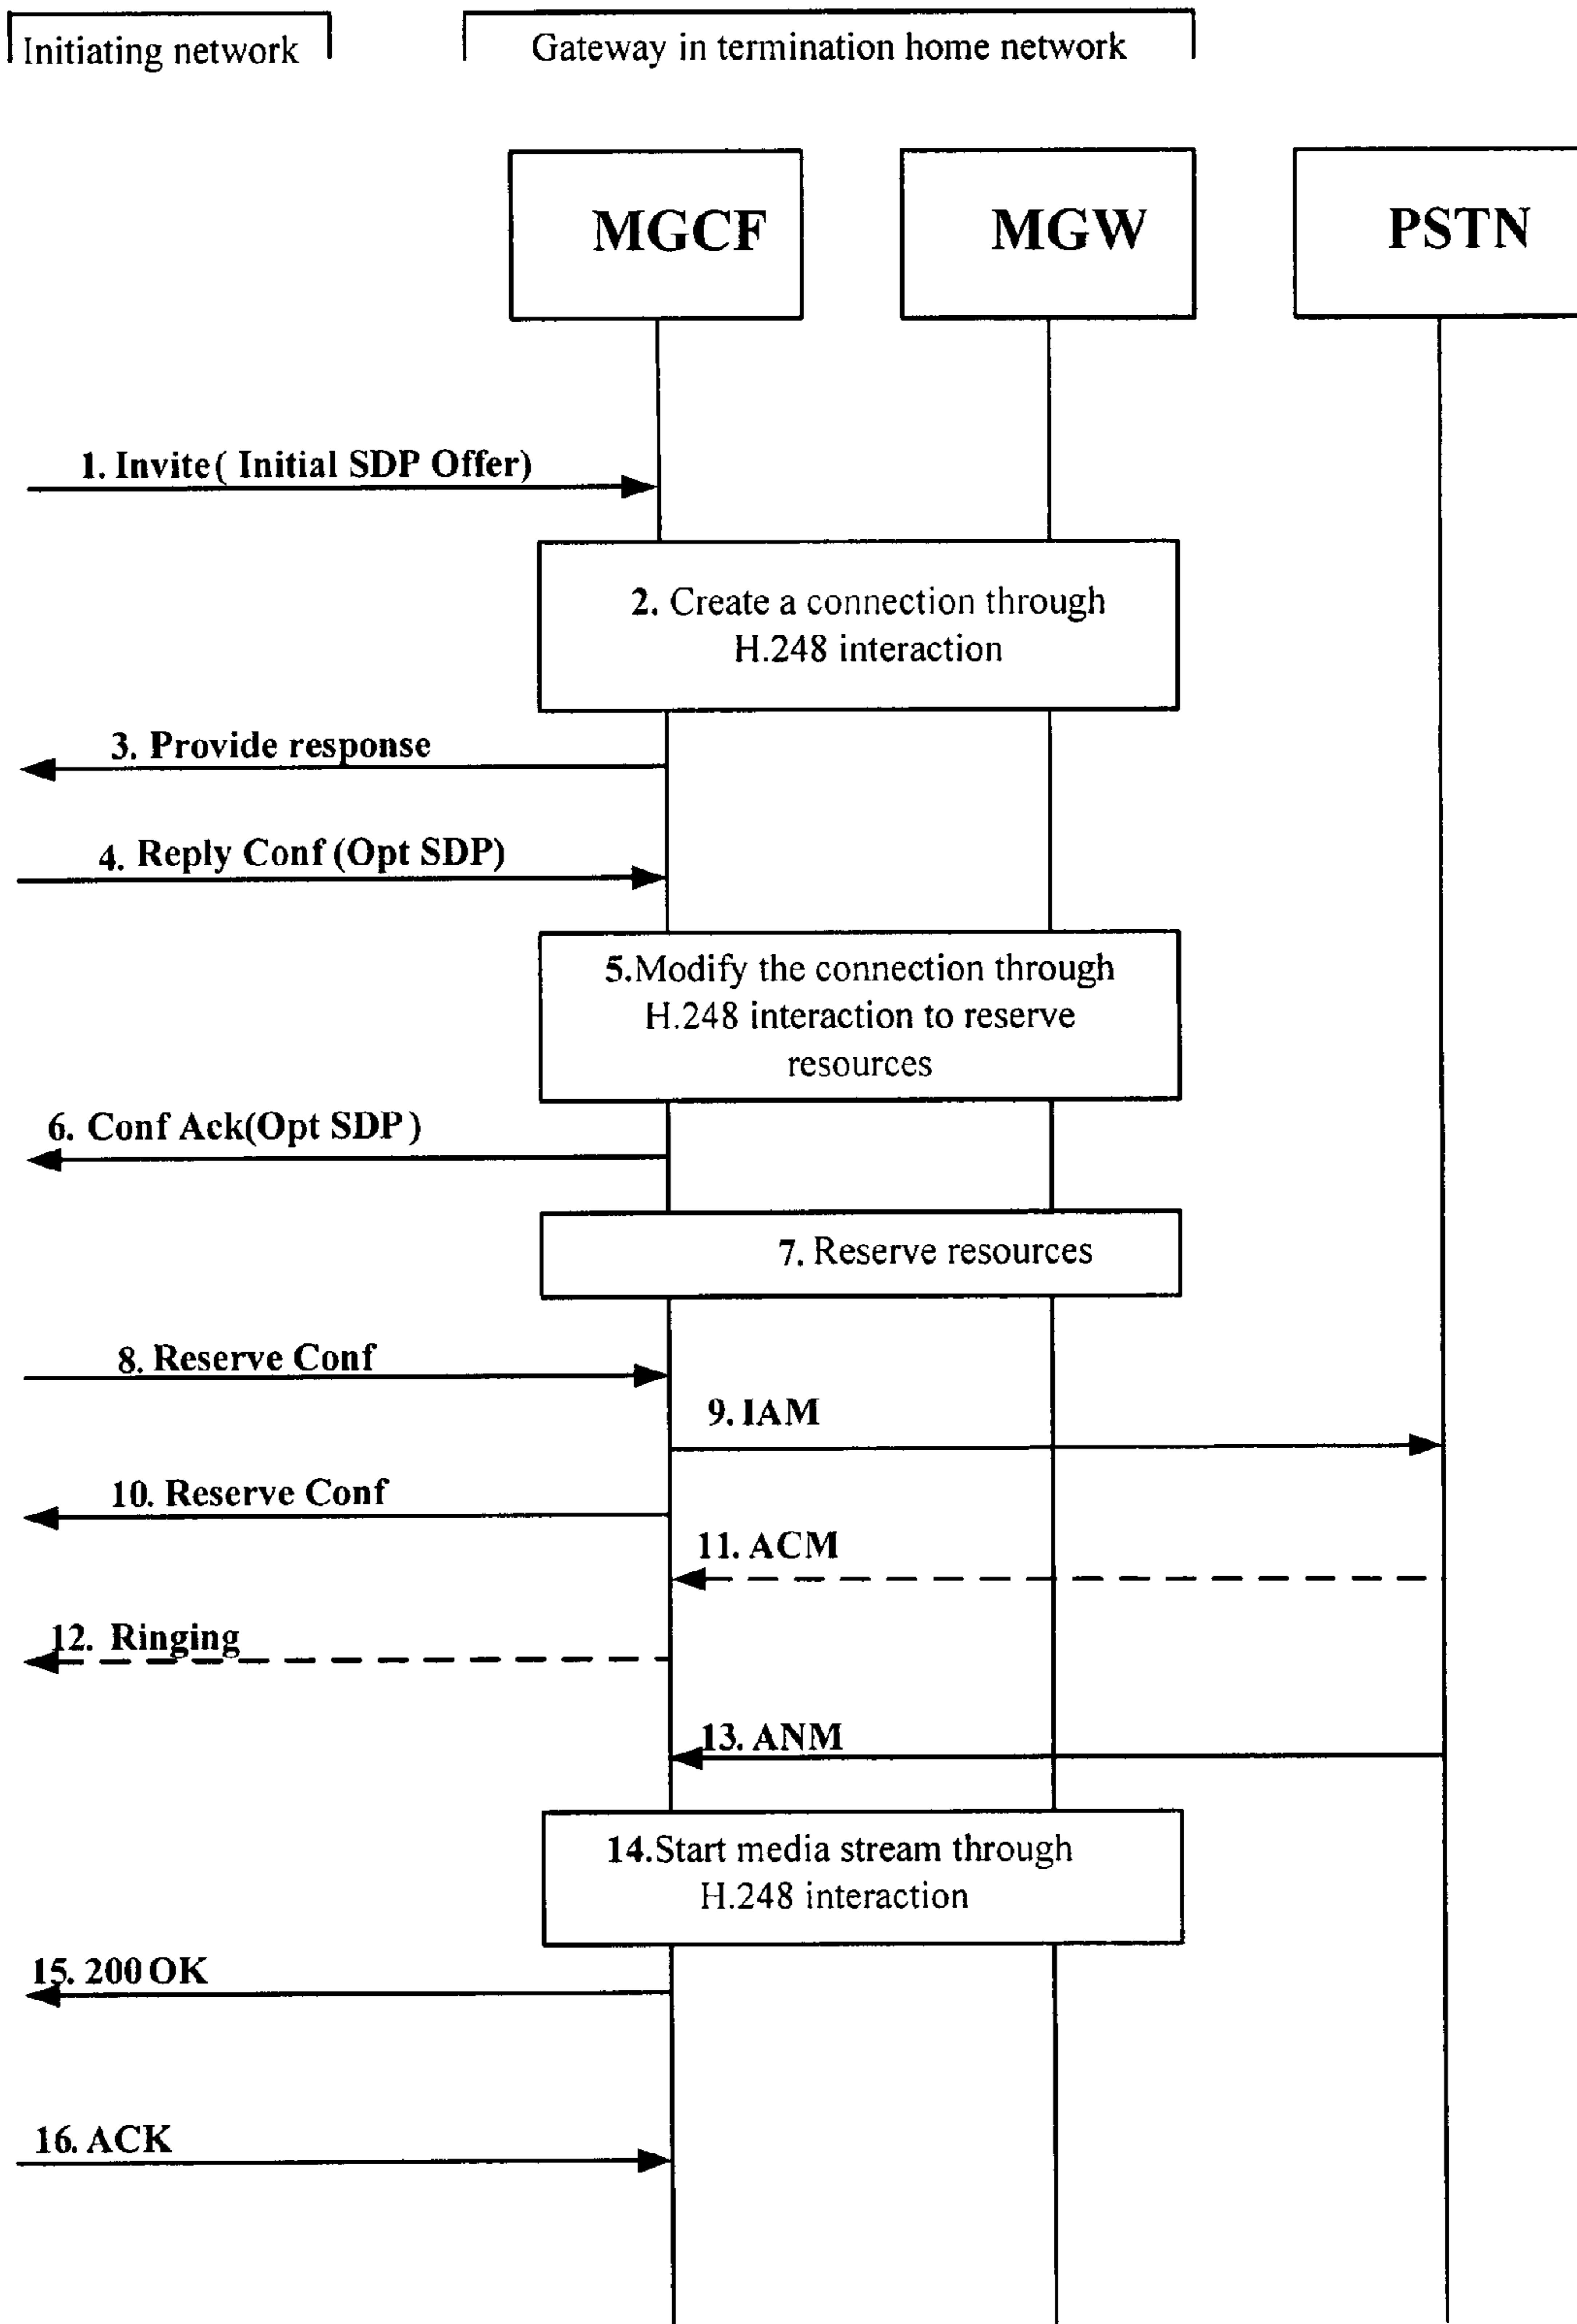 Initiating network
Gateway in termination home network
MGCF
MGW
PSTN
1. Invite( Initial SDP Offer)
2. Create a connection through
H.248 interaction
3. Provide response
4. Reply Conf (Opt SDP)
5.Modify the connection through
H.248 interaction to reserve
resources
6. Conf Ack(Opt SDP)
7. Reserve resources
8. Reserve Conf
9. IAM
10. Reserve Conf
11. ACM
12. Ringing
13. ANM
14.Start media stream through
H.248 interaction
15. 200 OK
16. ACK